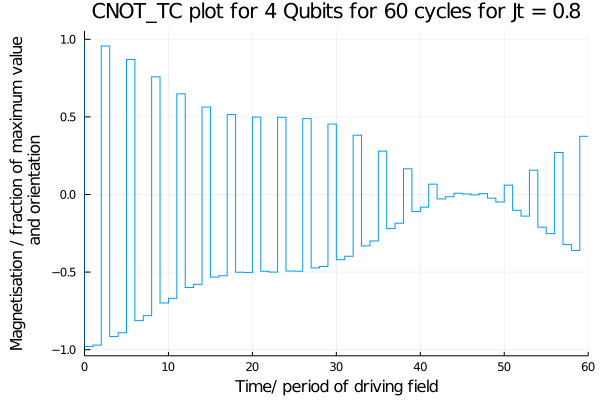 CNOT_TC plot for 4 Qubits for 60 cycles for Jt = 0.8
Magnetisation / fraction of maximum value
and orientation
1.0
0.5
0.0
−0.5
−1.0
0 10 20 30 40 50 60
Time/ period of driving field